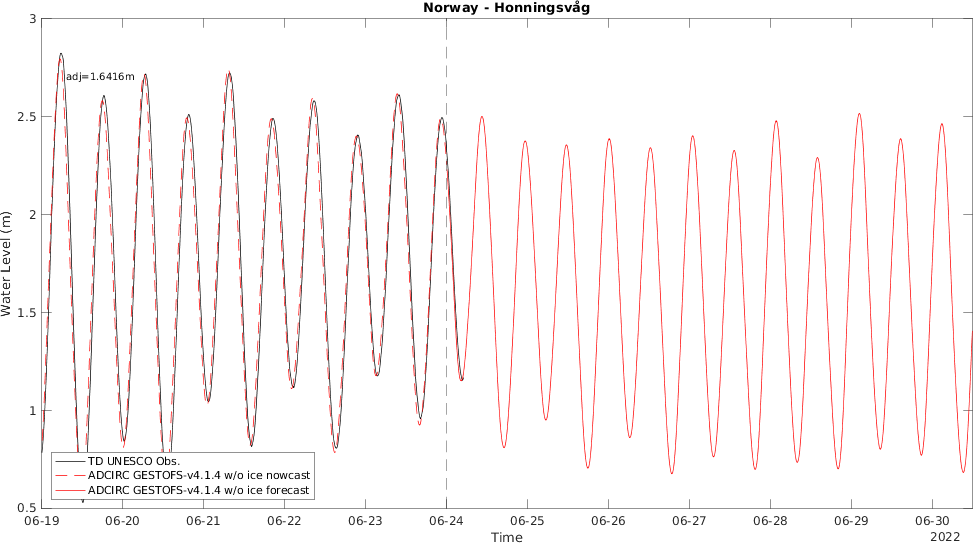 Norway - Honningsvåg
3
adj=1.6416m
2.5
2
Water Level (m)
1.5
1
TD UNESCO Obs.
ADCIRC GESTOFS-v4.1.4 w/o ice nowcast
ADCIRC GESTOFS-v4.1.4 w/o ice forecast
0.5
06-19 06-20 06-21 06-22 06-23 06-24 06-25 06-26 06-27 06-28 06-29 06-30
Time
2022